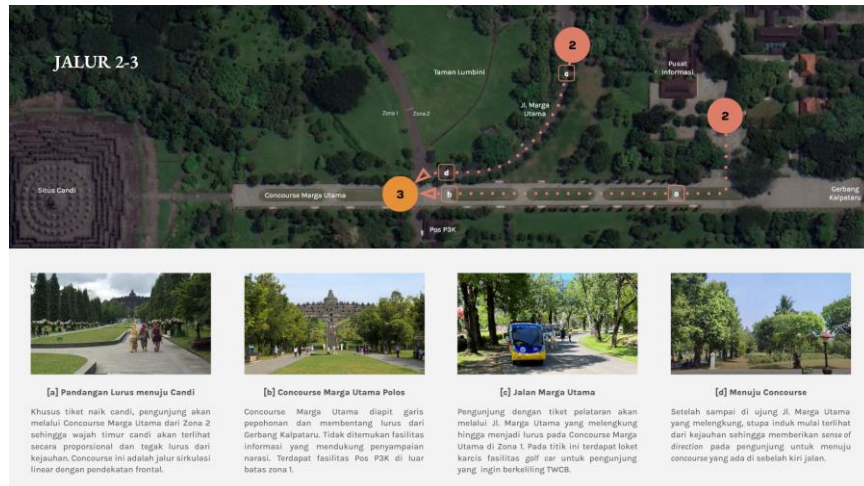 JALUR 2-3
2
c
Taman Lumbini
Pusat
Informasi
Jl. Marga
Utama
Zona 1
Zona 2
2
d
Situs Candi
Concourse Marga Utama
3
b
a
Gerbang
Kalpataru
Pos P3K
[a] Pandangan Lurus menuju Candi
Khusus tiket naik candi, pengunjung akan
melalui Concourse Marga Utama dari Zona 2
sehingga wajah timur candi akan terlihat
secara proporsional dan tegak lurus dari
kejauhan. Concourse ini adalah jalur sirkulasi
linear dengan pendekatan frontal.
[b] Concourse Marga Utama Polos
Concourse Marga Utama diapit garis
pepohonan dan membentang lurus dari
Gerbang Kalpataru. Tidak ditemukan fasilitas
informasi yang mendukung penyampaian
narasi. Terdapat fasilitas Pos P3K di luar
batas zona 1.
[c] Jalan Marga Utama
Pengunjung dengan tiket pelataran akan
melalui Jl. Marga Utama yang melengkung
hingga menjadi lurus pada Concourse Marga
Utama di Zona 1. Pada titik ini terdapat loket
karcis fasilitas golf car untuk pengunjung
yang ingin berkeliling TWCB.
[d] Menuju Concourse
Setelah sampai di ujung Jl. Marga Utama
yang melengkung, stupa induk mulai terlihat
dari kejauhan sehingga memberikan sense of
direction pada pengunjung untuk menuju
concourse yang ada di sebelah kiri jalan.